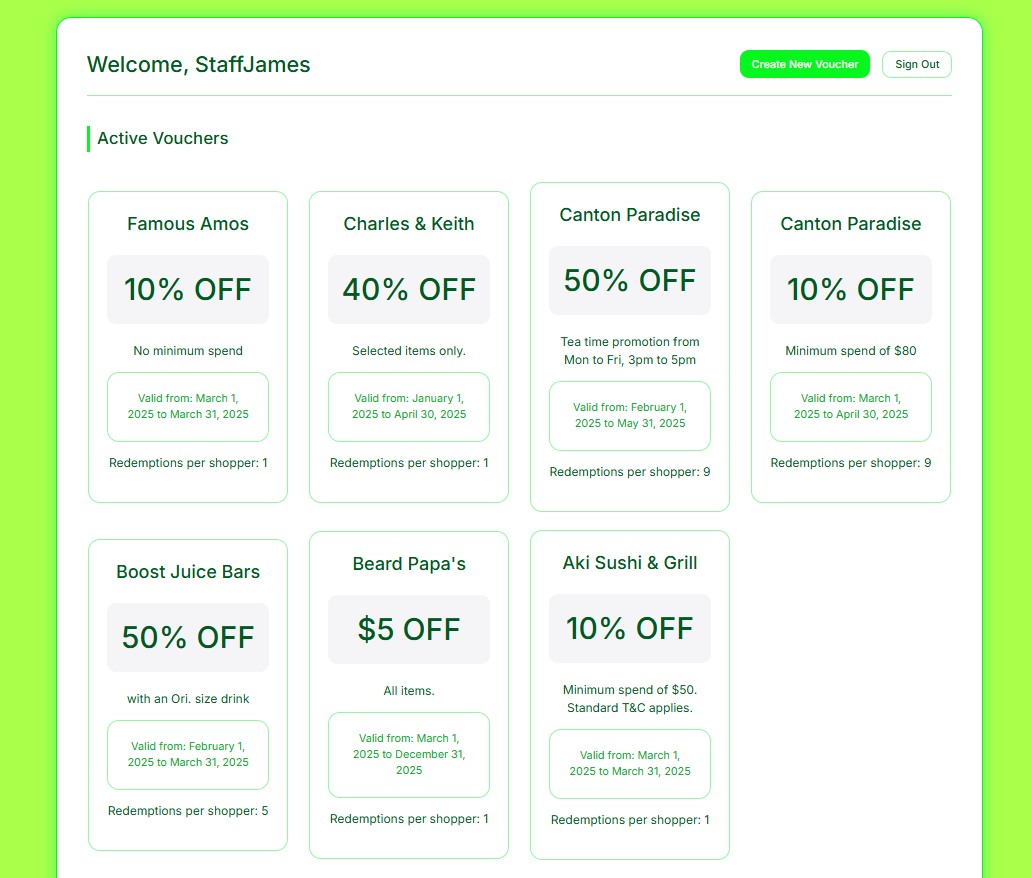 Welcome, StaffJames
Create New Voucher
Sign Out
Active Vouchers
Famous Amos
10% OFF
No minimum spend
Valid from: March 1,
2025 to March 31, 2025
Redemptions per shopper: 1
Charles & Keith
40% OFF
Selected items only.
Valid from: January 1,
2025 to April 30, 2025
Redemptions per shopper: 1
Canton Paradise
50% OFF
Tea time promotion from
Mon to Fri, 3pm to 5pm
Valid from: February 1,
2025 to May 31, 2025
Redemptions per shopper: 9
Canton Paradise
10% OFF
Minimum spend of $80
Valid from: March 1,
2025 to April 30, 2025
Redemptions per shopper: 9
Boost Juice Bars
50% OFF
with an Ori. size drink
Valid from: February 1,
2025 to March 31, 2025
Redemptions per shopper: 5
Beard Papa's
$5 OFF
All items.
Valid from: March 1,
2025 to December 31,
2025
Redemptions per shopper: 1
Aki Sushi & Grill
10% OFF
Minimum spend of $50.
Standard T&C applies.
Valid from: March 1,
2025 to March 31, 2025
Redemptions per shopper: 1